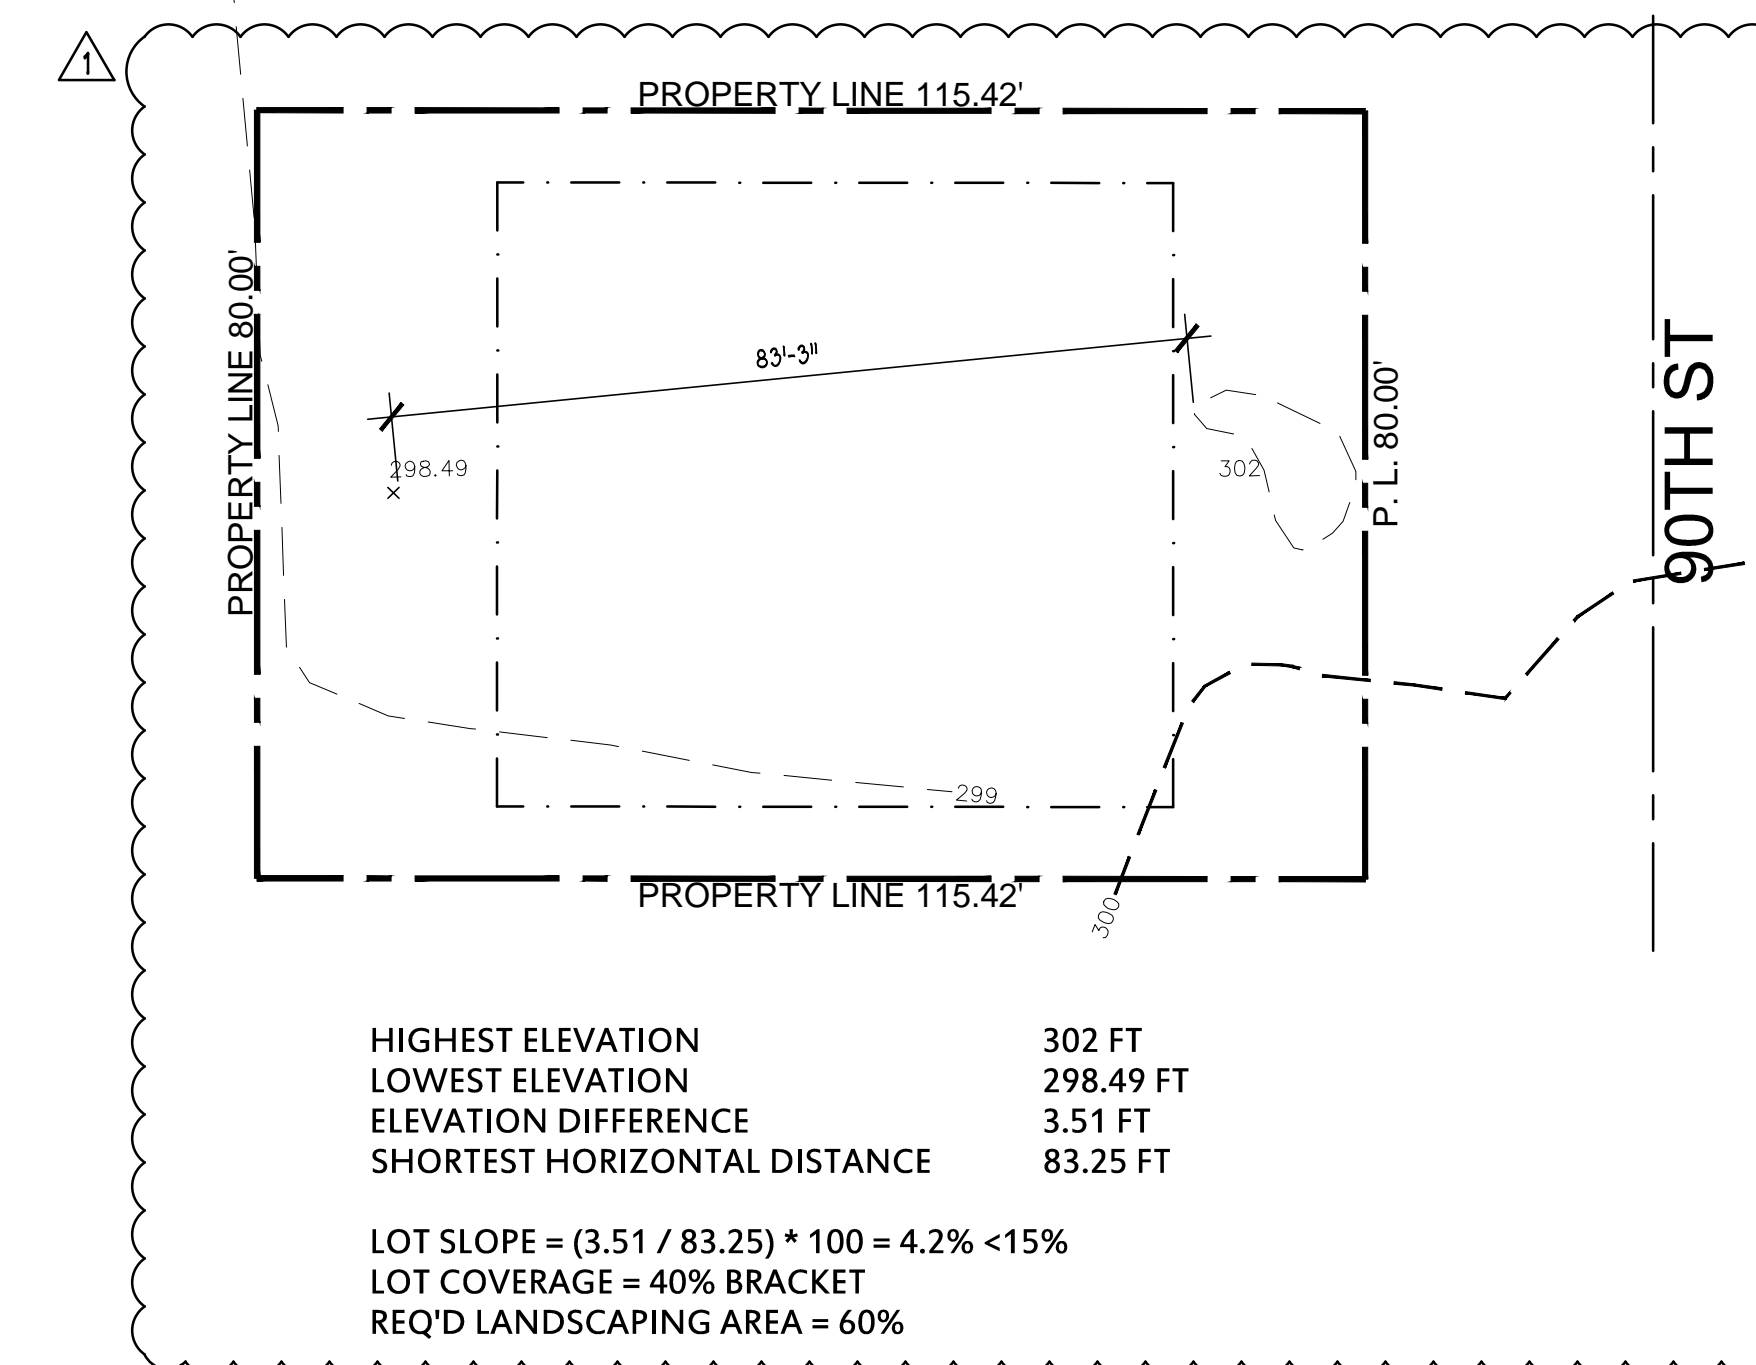 1
PROPERTY LINE 115.42'
PROPERTY LINE 80.00'
83'-3"
298.49
302
P. L. 80.00'
90TH ST
299
PROPERTY LINE 115.42'
300
HIGHEST ELEVATION 302 FT
LOWEST ELEVATION 298.49 FT
ELEVATION DIFFERENCE 3.51 FT
SHORTEST HORIZONTAL DISTANCE 83.25 FT
LOT SLOPE = (3.51 / 83.25) * 100 = 4.2% <15%
LOT COVERAGE = 40% BRACKET
REQ'D LANDSCAPING AREA = 60%